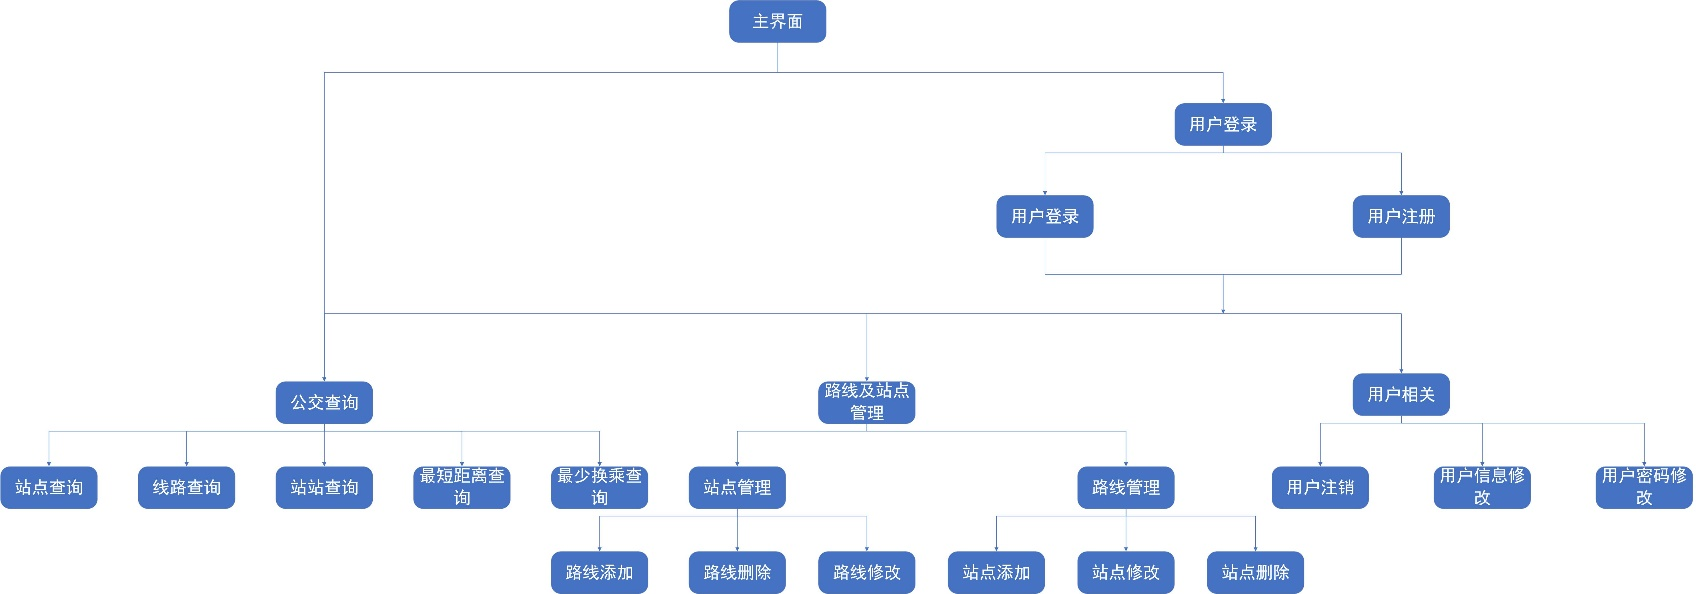 主界面
用户登录
用户登录
用户注册
公交查询
路线及站点
管理
用户相关
站点查询
线路查询
站站查询
最短距离查
询
最少换乘查
询
站点管理
路线管理
用户注销
用户信息修
改
用户密码修
改
路线添加
路线删除
路线修改
站点添加
站点修改
站点删除